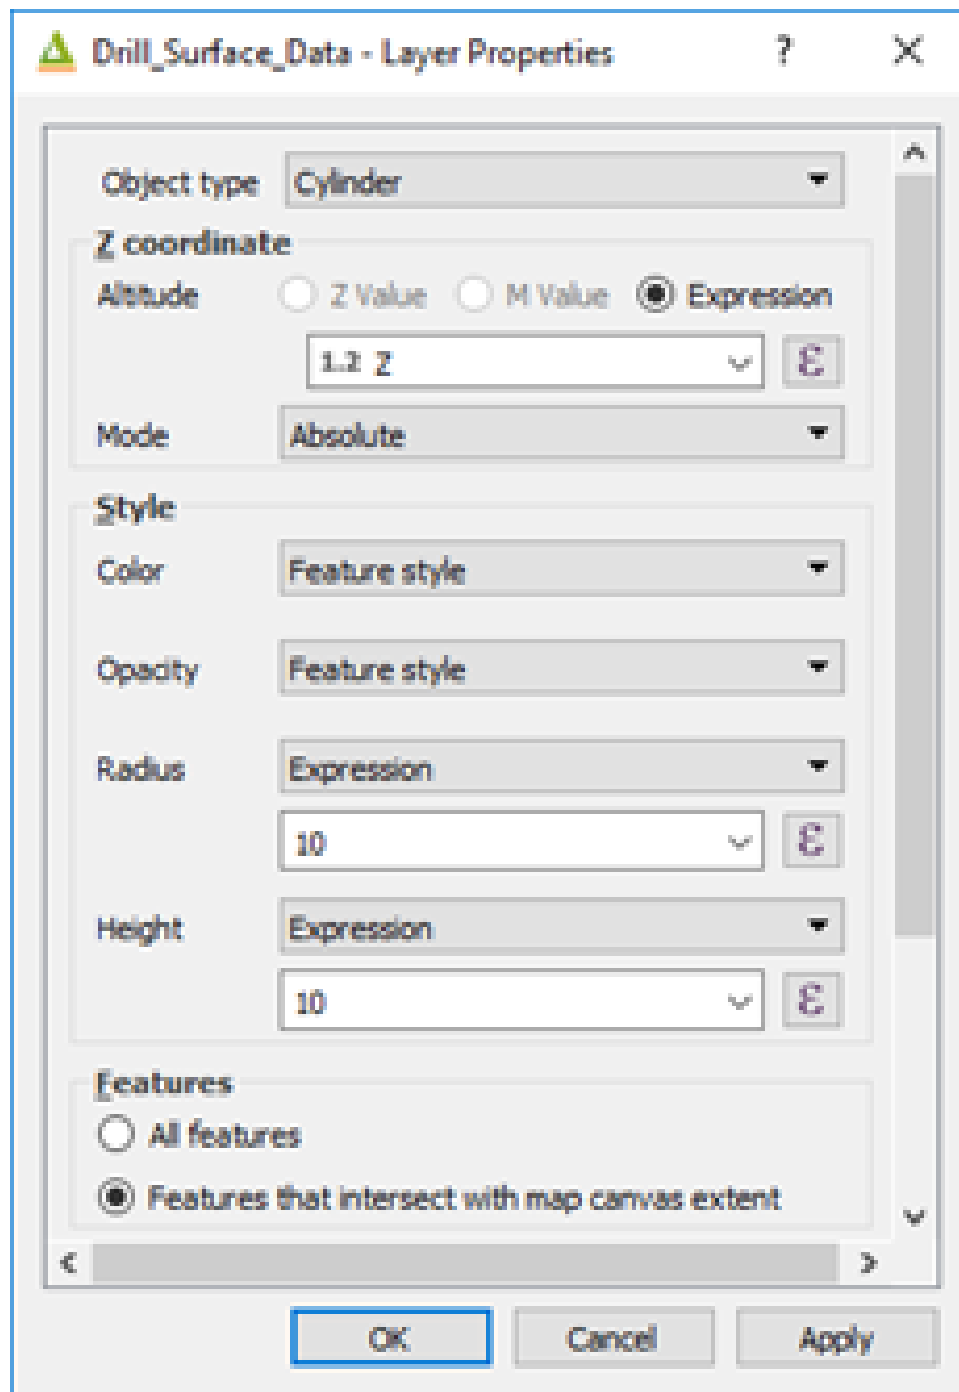 Drill_Surface_Data - Layer Properties ?
Object type Cylinder
Z coordinate
Altitude Z Value M Value Expression
1.2 Z ε
Mode Absolute
Style
Color Feature style
Opacity Feature style
Radius Expression
10 ε
Height Expression
10 ε
Features
All features
Features that intersect with map canvas extent
OK Cancel Apply